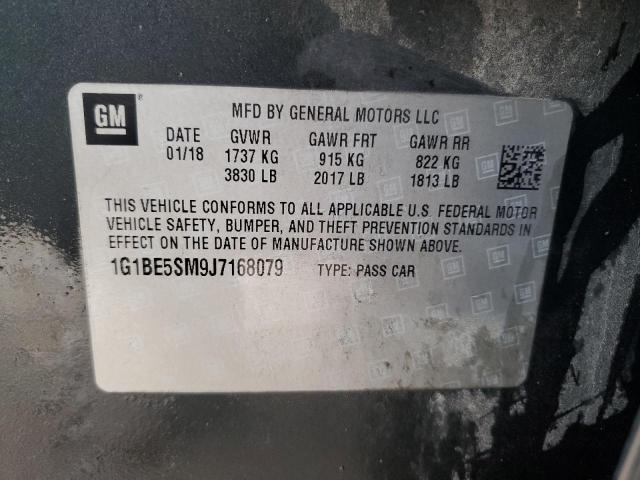 GM ® MFD BY GENERAL MOTORS LLC
DATE GVWR GAWR FRT GAWR RR
01/18 1737 KG 915 KG 822 KG
3830 LB 2017 LB 1813 LB
THIS VEHICLE CONFORMS TO ALL APPLICABLE U.S. FEDERAL MOTOR
VEHICLE SAFETY, BUMPER, AND THEFT PREVENTION STANDARDS IN
EFFECT ON THE DATE OF MANUFACTURE SHOWN ABOVE.
1G1BE5SM9J7168079 TYPE: PASS CAR